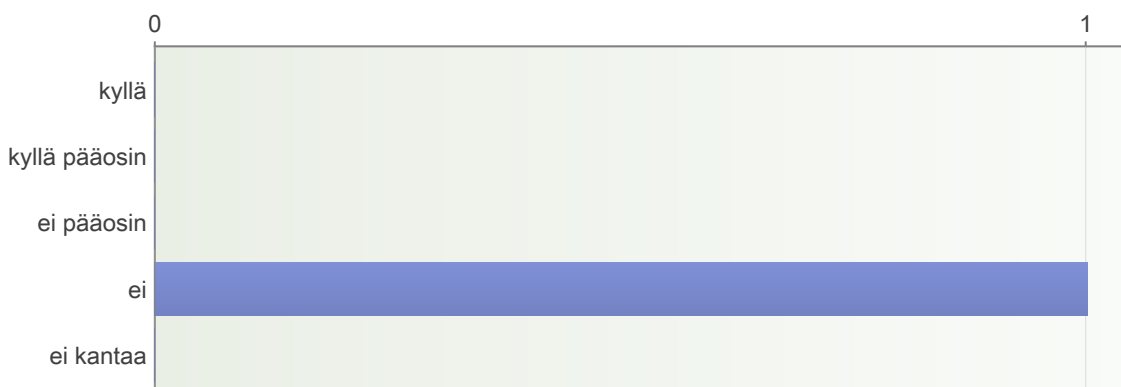 0 1
kyllä
kyllä pääosin
ei pääosin
ei
ei kantaa